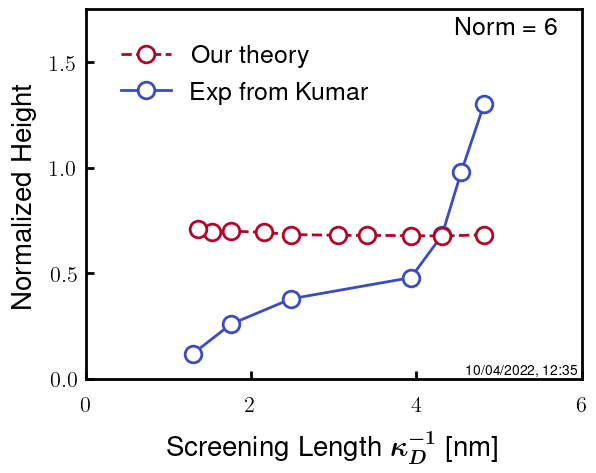 Norm = 6
Our theory
Exp from Kumar
Normalized Height
1.5
1.0
0.5
0.0
10/04/2022, 12:35
0 2 4 6
Screening Length κ_D^{-1} [nm]